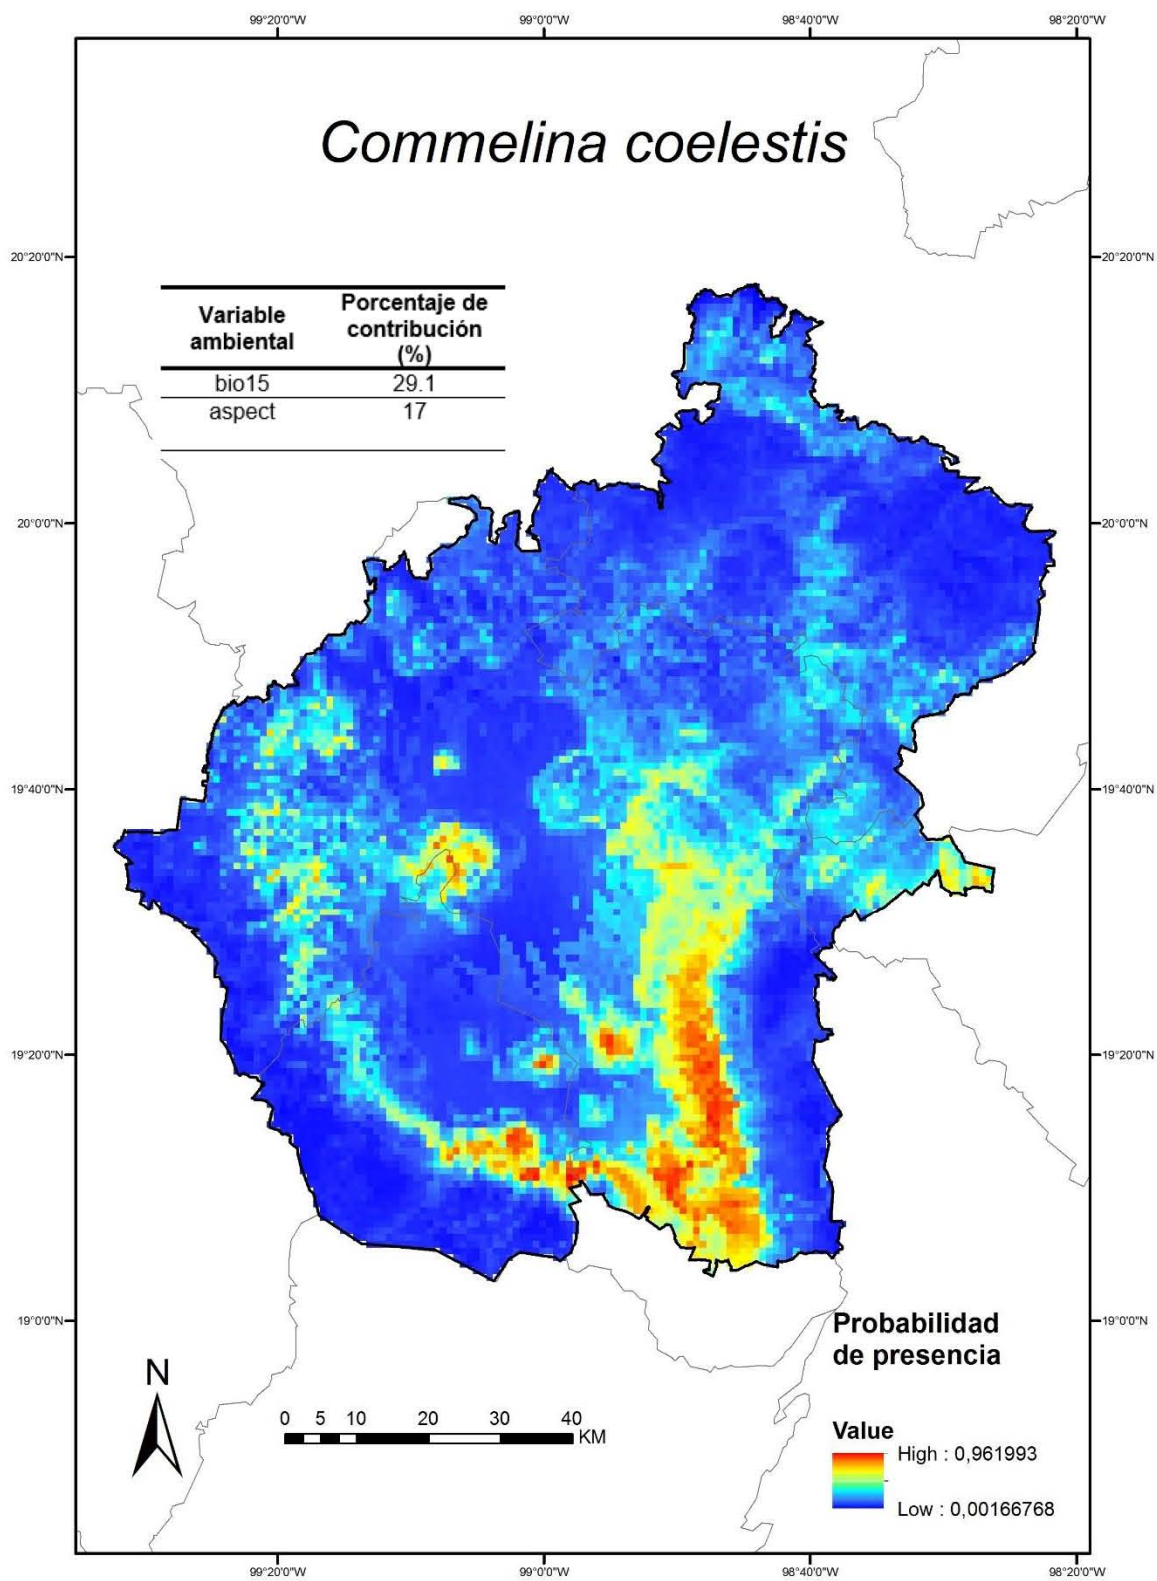 99°20'0"W 99°0'0"W 98°40'0"W 98°20'0"W
Commelina coelestis
20°20'0"N 20°20'0"N
Variable ambiental Porcentaje de contribución (%)
bio15 29.1
aspect 17
20°0'0"N 20°0'0"N
19°40'0"N 19°40'0"N
19°20'0"N 19°20'0"N
19°0'0"N 19°0'0"N
Probabilidad
de presencia
N
0 5 10 20 30 40
KM
Value
High : 0,961993
Low : 0,00166768
99°20'0"W 99°0'0"W 98°40'0"W 98°20'0"W